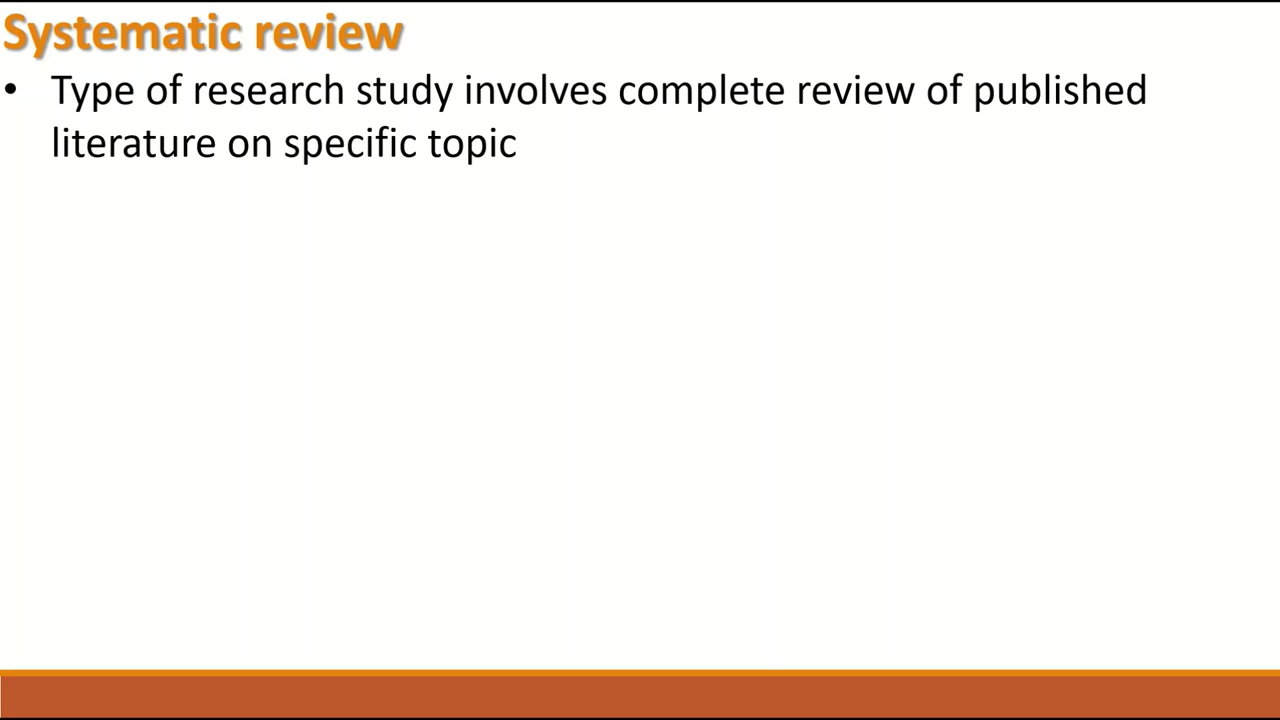 Systematic review
• Type of research study involves complete review of published
literature on specific topic